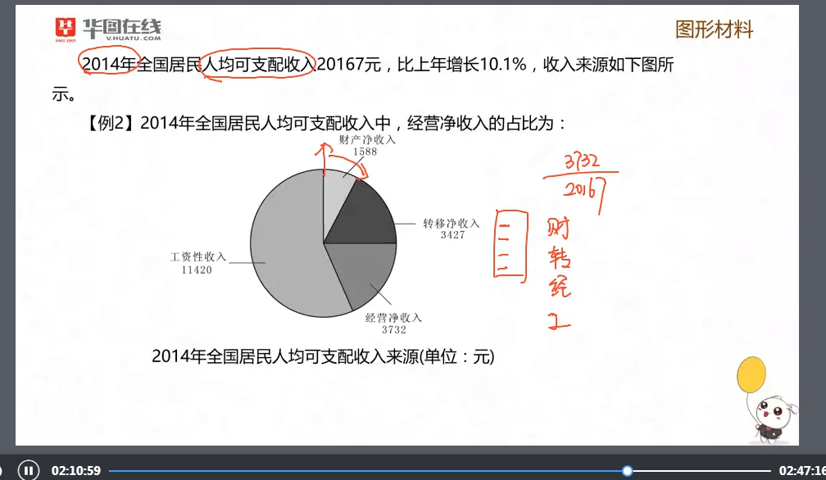 华图在线
V.HUATU.COM
图形材料
2014年全国居民人均可支配收入20167元，比上年增长10.1%，收入来源如下图所
示。
【例2】2014年全国居民人均可支配收入中，经营净收入的占比为：
财产净收入
1588
转移净收入
3427
工资性收入
11420
经营净收入
3732
3732
20167
财
转
经
工
2014年全国居民人均可支配收入来源(单位：元)
02:10:59
02:47:16